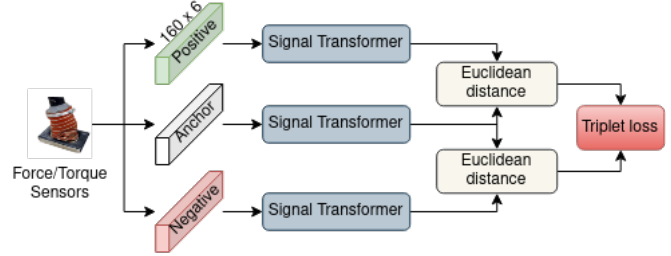 160 x 6
Positive
Signal Transformer
Euclidean
distance
Anchor
Signal Transformer
Triplet loss
Force/Torque
Sensors
Euclidean
distance
Negative
Signal Transformer